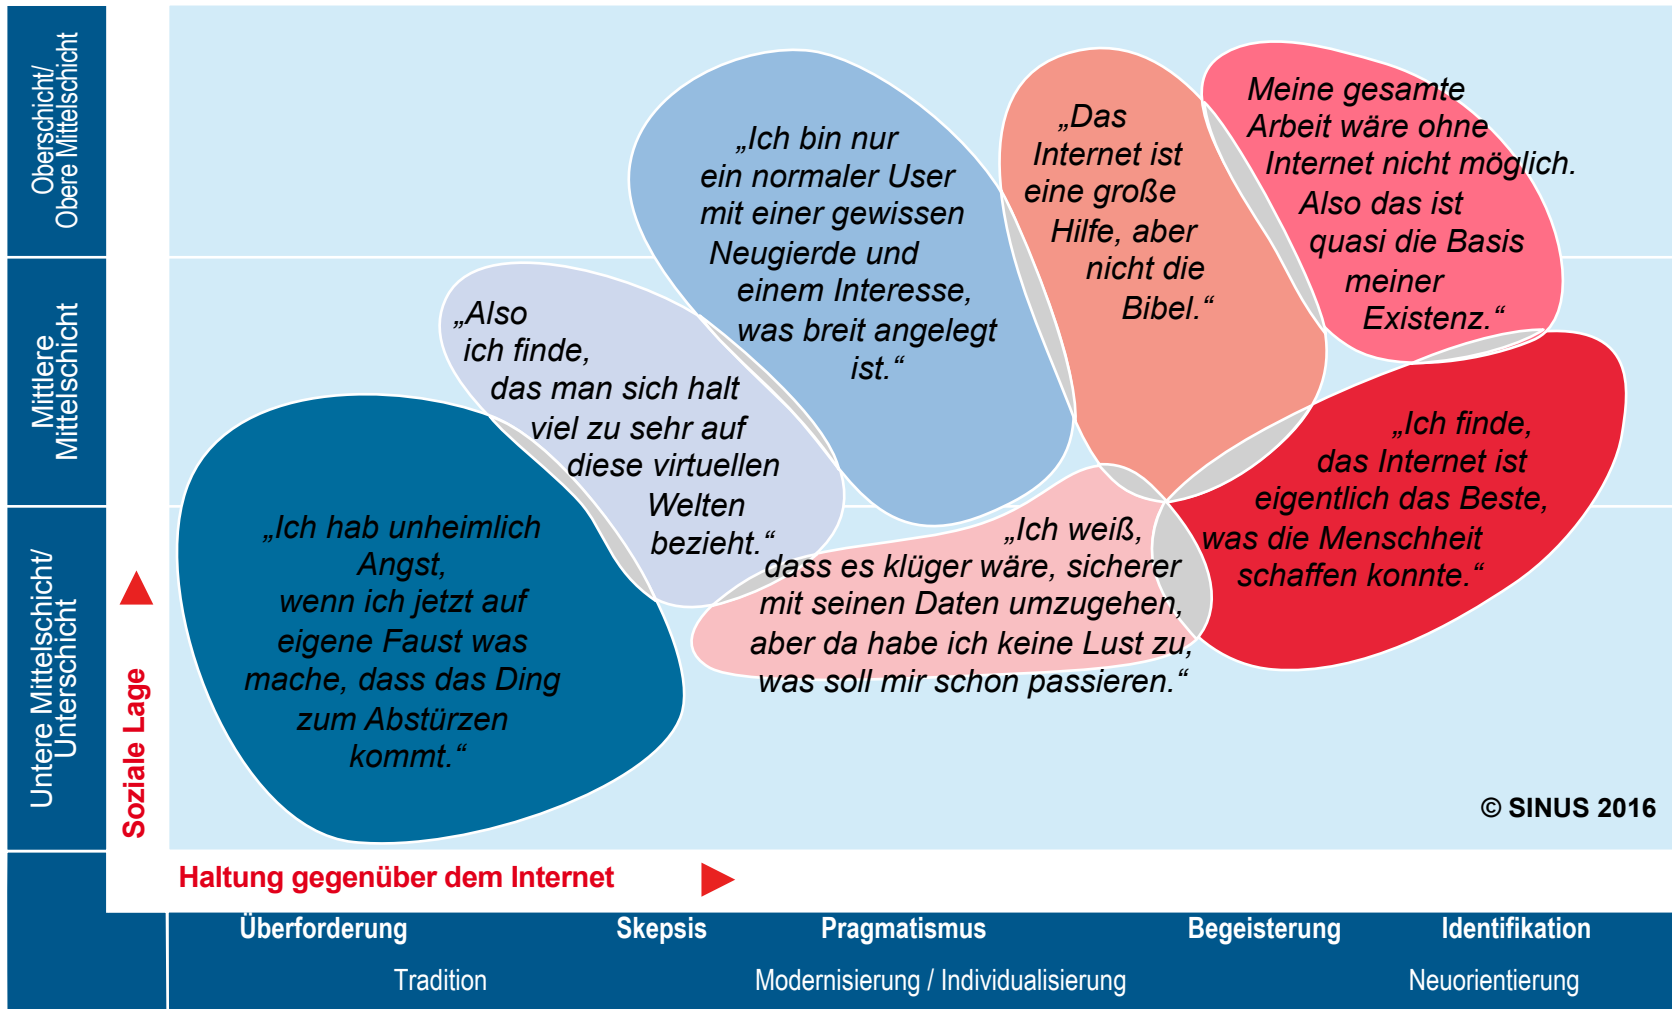 Oberschicht/
Obere Mittelschicht
Mittlere
Mittelschicht
Untere Mittelschicht/
Unterschicht
Soziale Lage
„Ich hab unheimlich
Angst,
wenn ich jetzt auf
eigene Faust was
mache, dass das Ding
zum Abstürzen
kommt.“
„Also
ich finde,
das man sich halt
viel zu sehr auf
diese virtuellen
Welten
bezieht.“
„Ich bin nur
ein normaler User
mit einer gewissen
Neugierde und
einem Interesse,
was breit angelegt
ist.“
„Das
Internet ist
eine große
Hilfe, aber
nicht die
Bibel.“
Meine gesamte
Arbeit wäre ohne
Internet nicht möglich.
Also das ist
quasi die Basis
meiner
Existenz.“
„Ich weiß,
dass es klüger wäre, sicherer
mit seinen Daten umzugehen,
aber da habe ich keine Lust zu,
was soll mir schon passieren.“
„Ich finde,
das Internet ist
eigentlich das Beste,
was die Menschheit
schaffen konnte.“
© SINUS 2016
Haltung gegenüber dem Internet
Überforderung Skepsis Pragmatismus Begeisterung Identifikation
Tradition Modernisierung / Individualisierung Neuorientierung